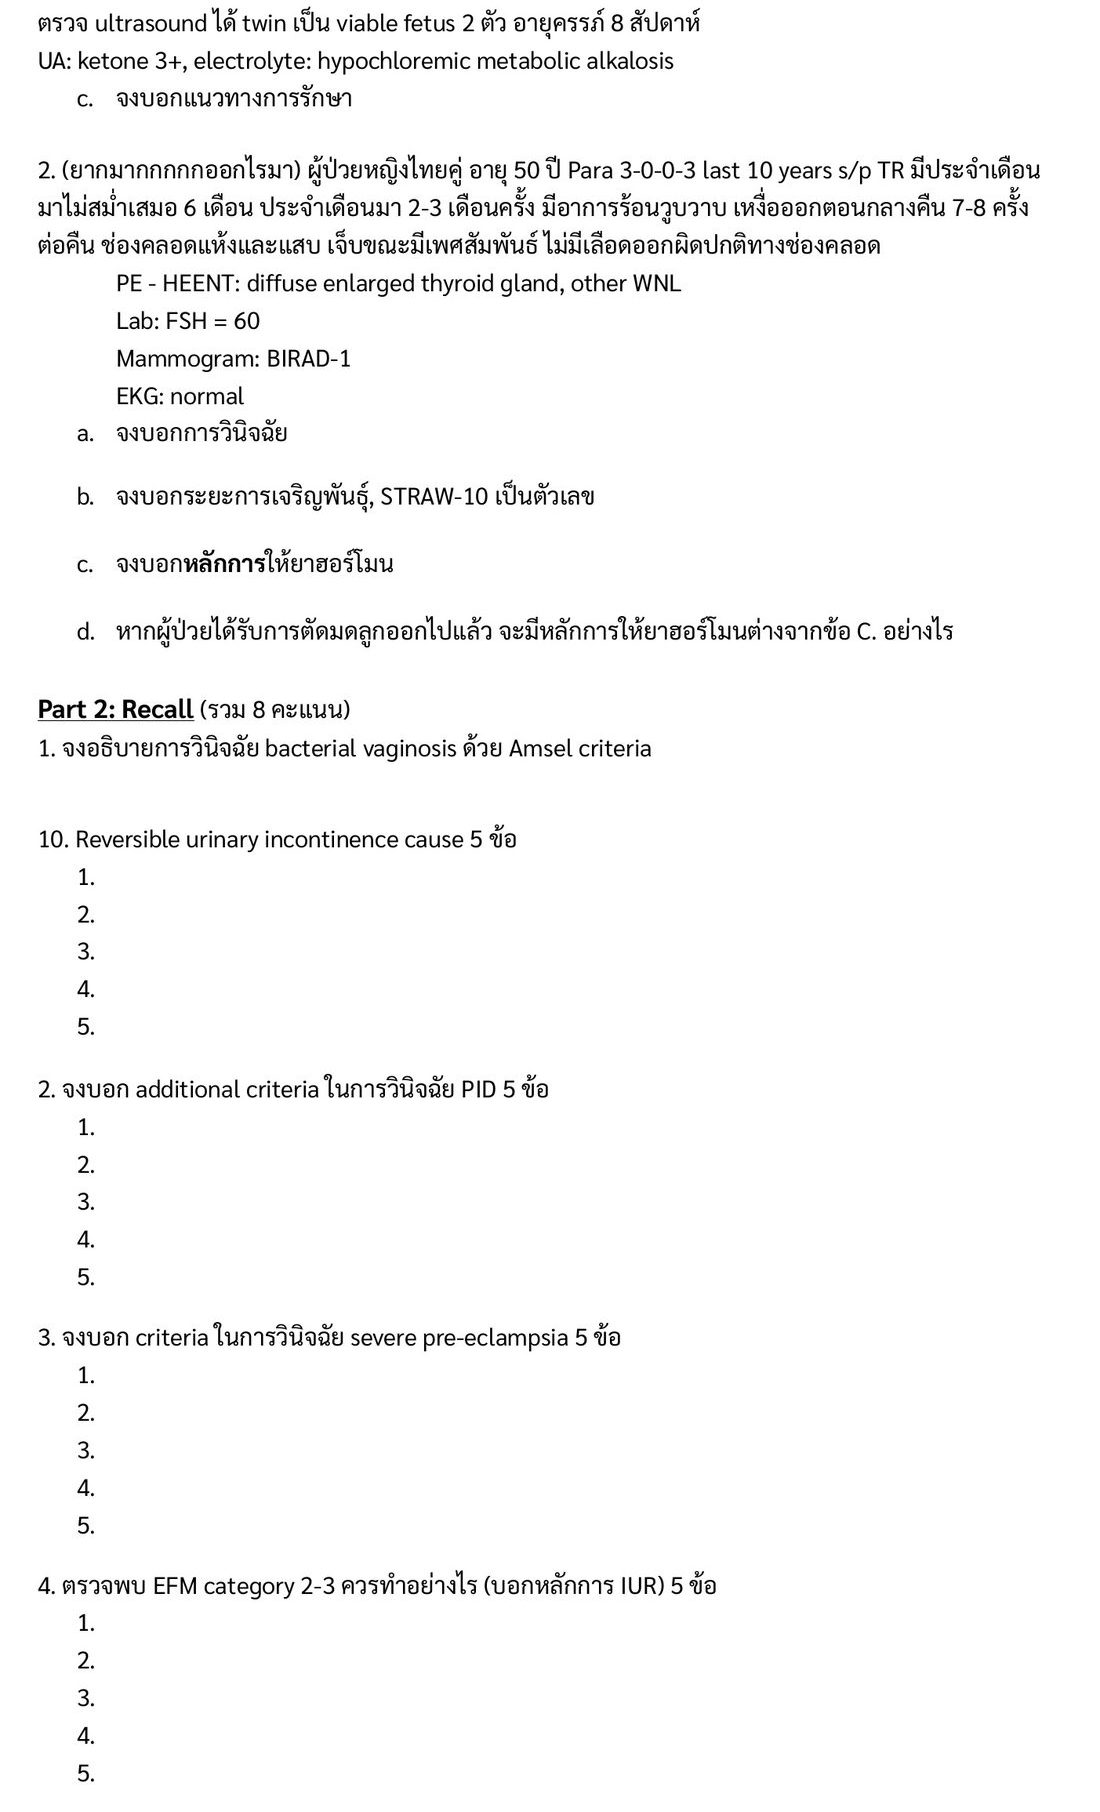 ตรวจ ultrasound ได้ twin เป็น viable fetus 2 ตัว อายุครรภ์ 8 สัปดาห์
UA: ketone 3+, electrolyte: hypochloremic metabolic alkalosis
c. จงบอกแนวทางการรักษา
2. (ยากมากกกกกออกไรมา) ผู้ป่วยหญิงไทยคู่ อายุ 50 ปี Para 3-0-0-3 last 10 years s/p TR มีประจำเดือน
มาไม่สม่ำเสมอ 6 เดือน ประจำเดือนมา 2-3 เดือนครั้ง มีอาการร้อนวูบวาบ เหงื่อออกตอนกลางคืน 7-8 ครั้ง
ต่อคืน ช่องคลอดแห้งและแสบ เจ็บขณะมีเพศสัมพันธ์ ไม่มีเลือดออกผิดปกติทางช่องคลอด
PE - HEENT: diffuse enlarged thyroid gland, other WNL
Lab: FSH = 60
Mammogram: BIRAD-1
EKG: normal
a. จงบอกการวินิจฉัย
b. จงบอกระยะการเจริญพันธุ์, STRAW-10 เป็นตัวเลข
c. จงบอกหลักการให้ยาฮอร์โมน
d. หากผู้ป่วยได้รับการตัดมดลูกออกไปแล้ว จะมีหลักการให้ยาฮอร์โมนต่างจากข้อ C. อย่างไร
Part 2: Recall (รวม 8 คะแนน)
1. จงอธิบายการวินิจฉัย bacterial vaginosis ด้วย Amsel criteria
10. Reversible urinary incontinence cause 5 ข้อ
1.
2.
3.
4.
5.
2. จงบอก additional criteria ในการวินิจฉัย PID 5 ข้อ
1.
2.
3.
4.
5.
3. จงบอก criteria ในการวินิจฉัย severe pre-eclampsia 5 ข้อ
1.
2.
3.
4.
5.
4. ตรวจพบ EFM category 2-3 ควรทำอย่างไร (บอกหลักการ IUR) 5 ข้อ
1.
2.
3.
4.
5.